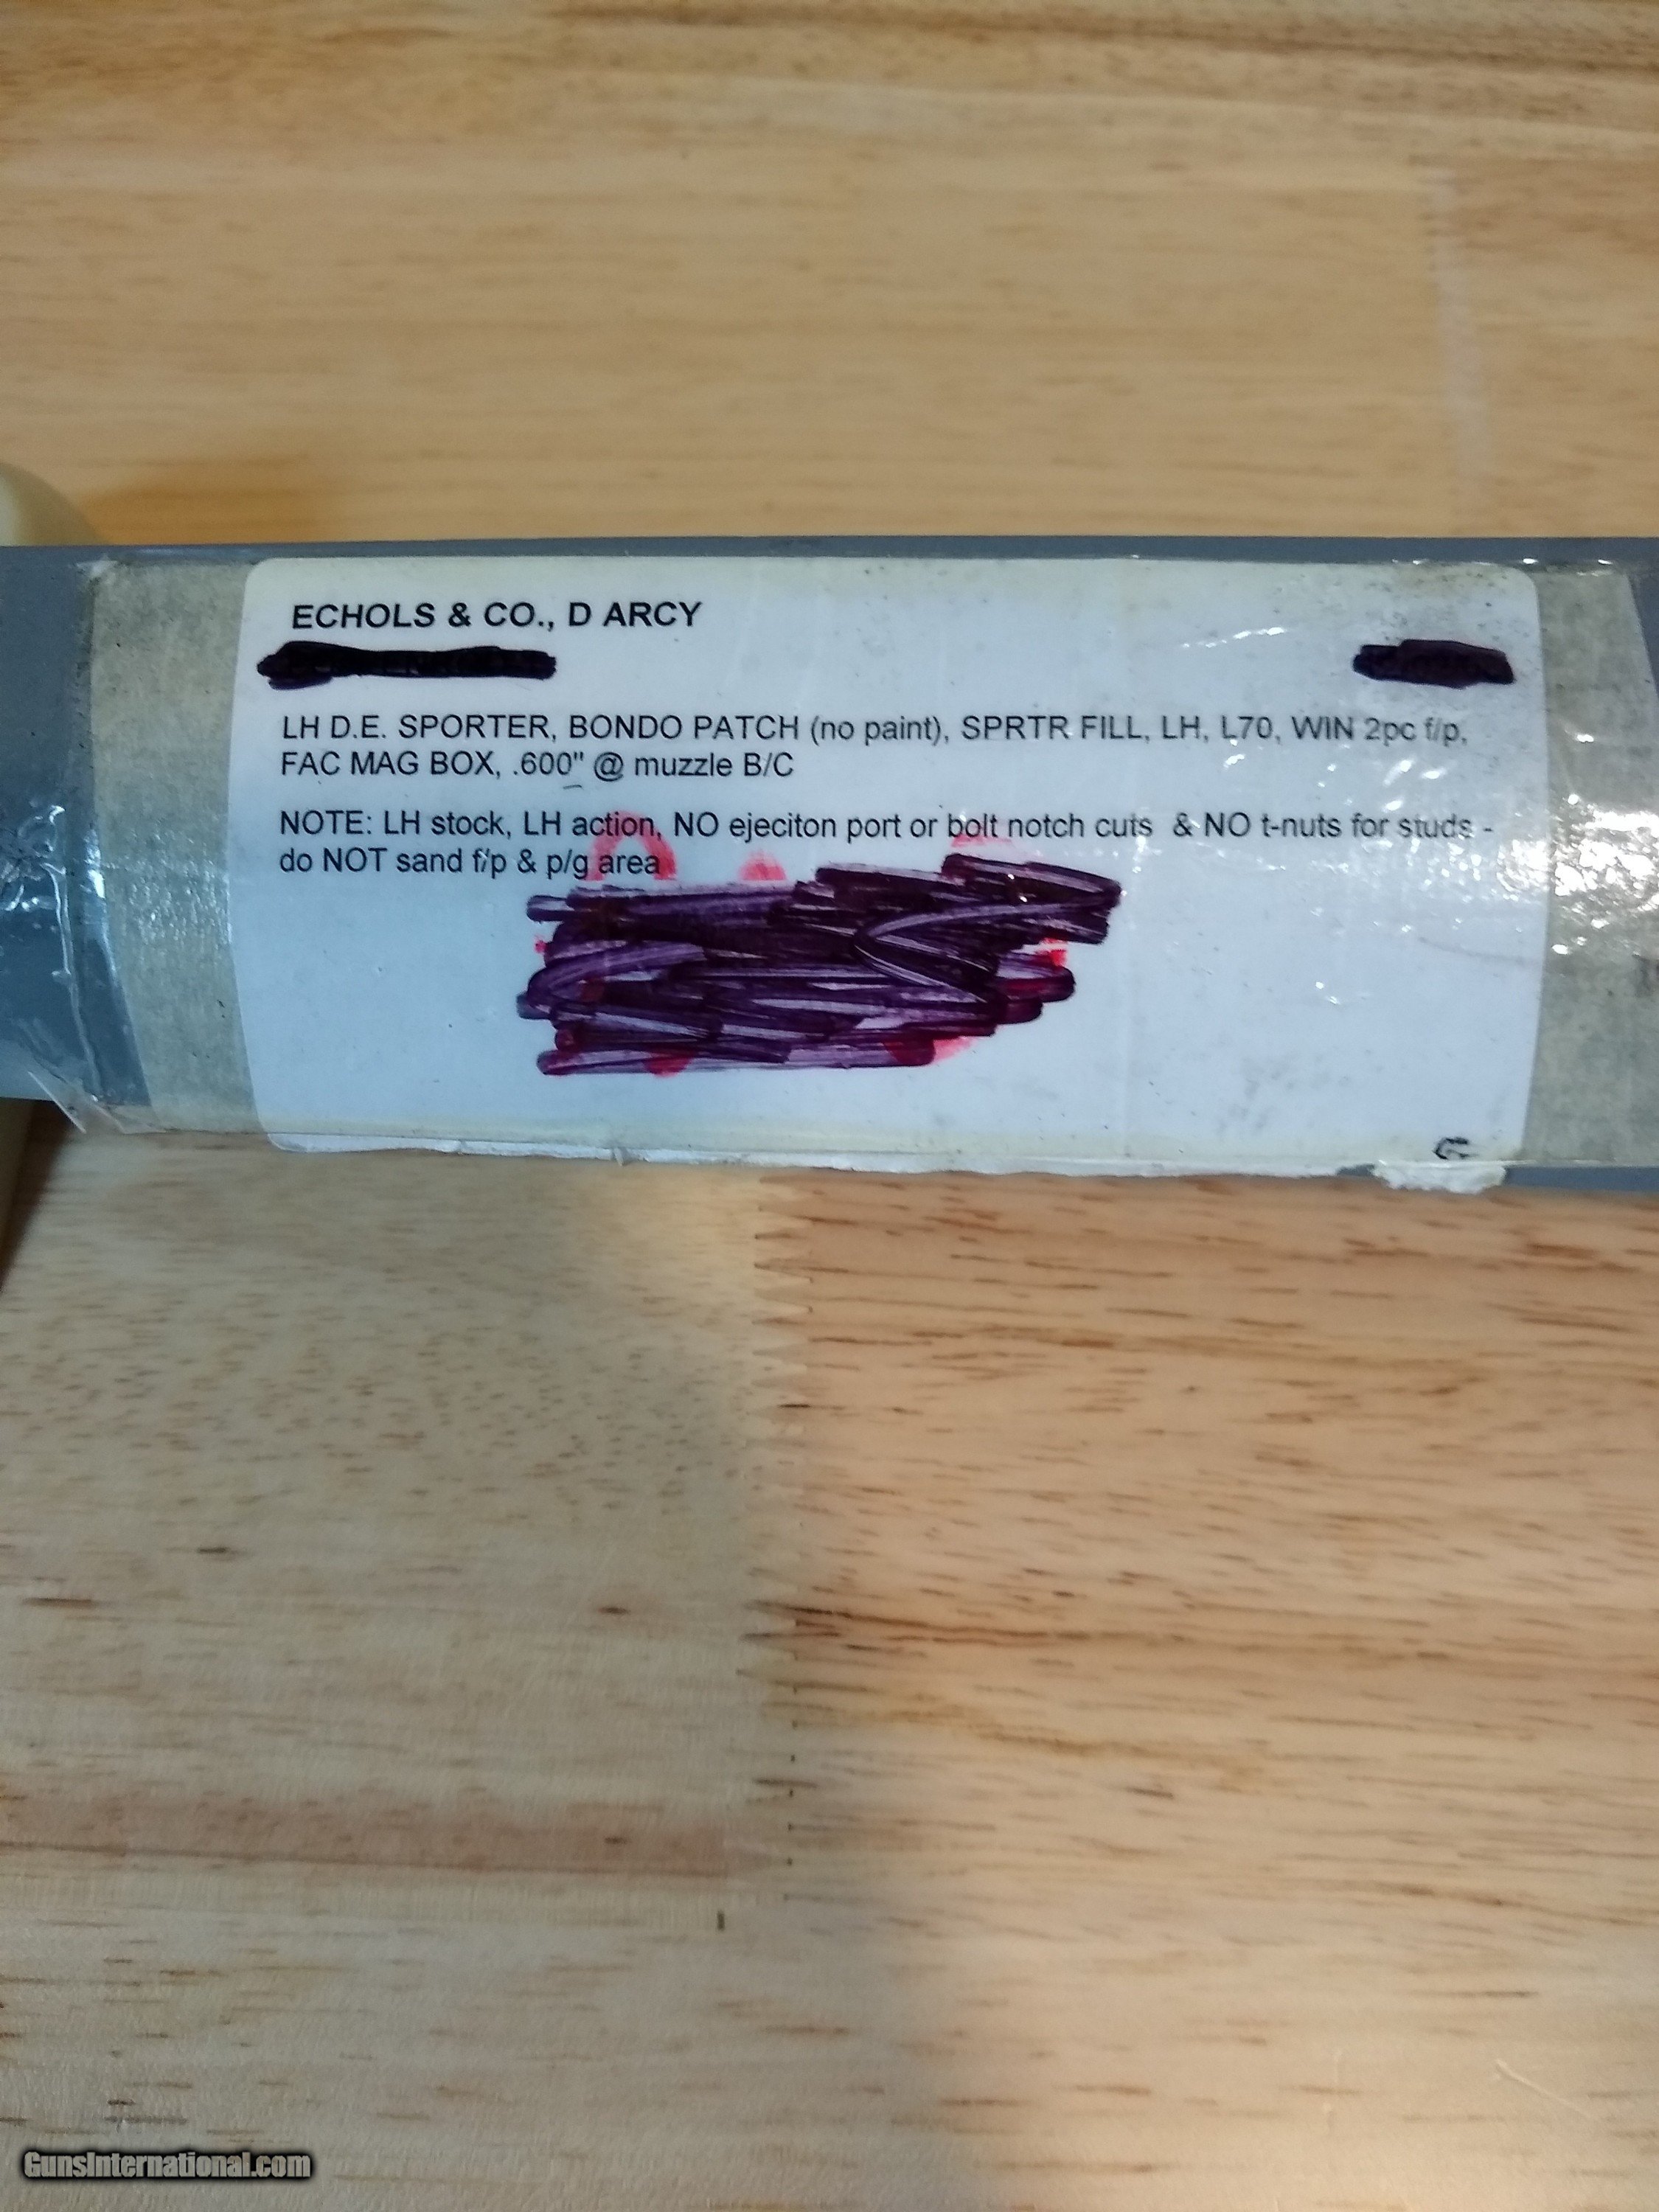 ECHOLS & CO., D ARCY
LH D.E. SPORTER, BONDO PATCH (no paint), SPRTR FILL, LH, L70, WIN 2pc f/p,
FAC MAG BOX, .600" @ muzzle B/C
NOTE: LH stock, LH action, NO ejeciton port or bolt notch cuts & NO t-nuts for studs -
do NOT sand f/p & p/g area
GunsInternational.com